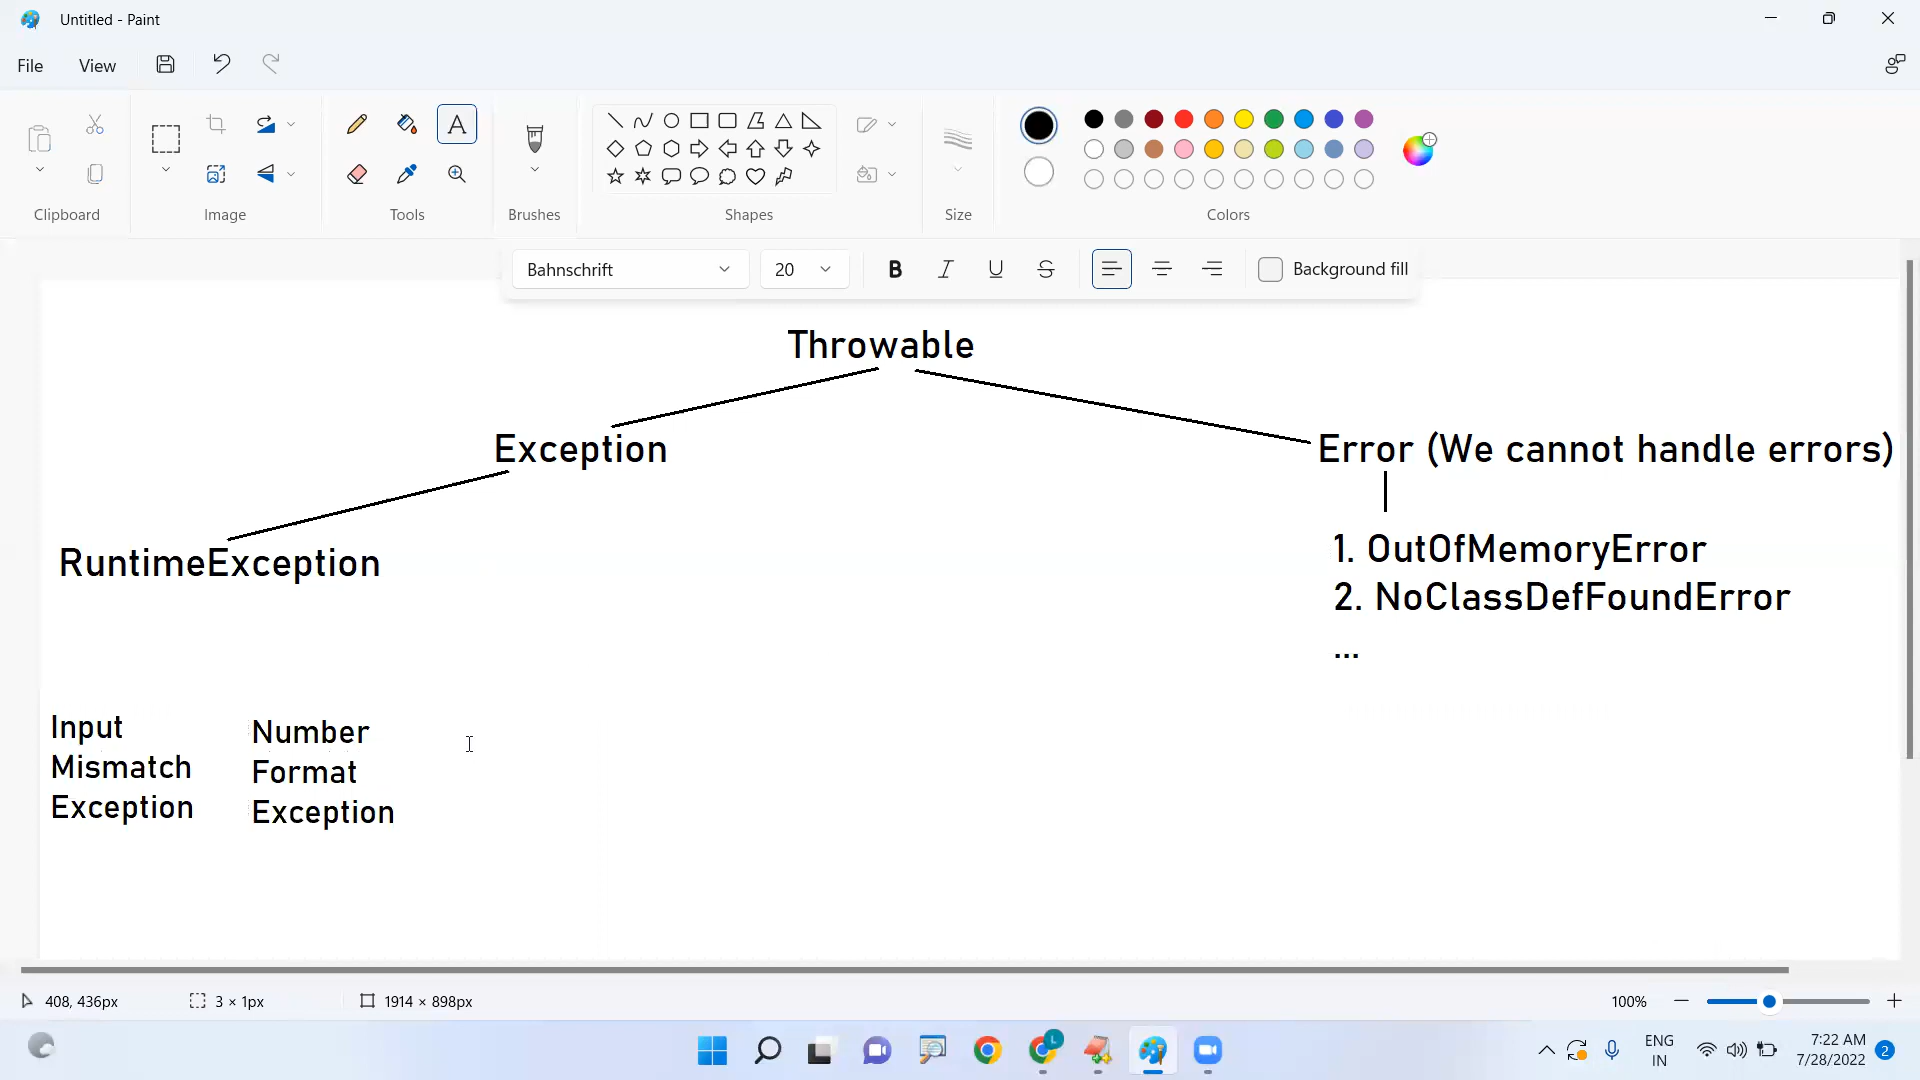 Untitled - Paint
File
View
Clipboard
Image
Tools
Brushes
Shapes
Size
Colors
Bahnschrift
20
B
I
U
S
Background fill
Throwable
Exception
Error (We cannot handle errors)
RuntimeException
1. OutOfMemoryError
2. NoClassDefFoundError
...
Input
Mismatch
Exception
Number
Format
Exception
408, 436px
3 × 1px
1914 × 898px
100%
ENG
IN
7:22 AM
7/28/2022
2